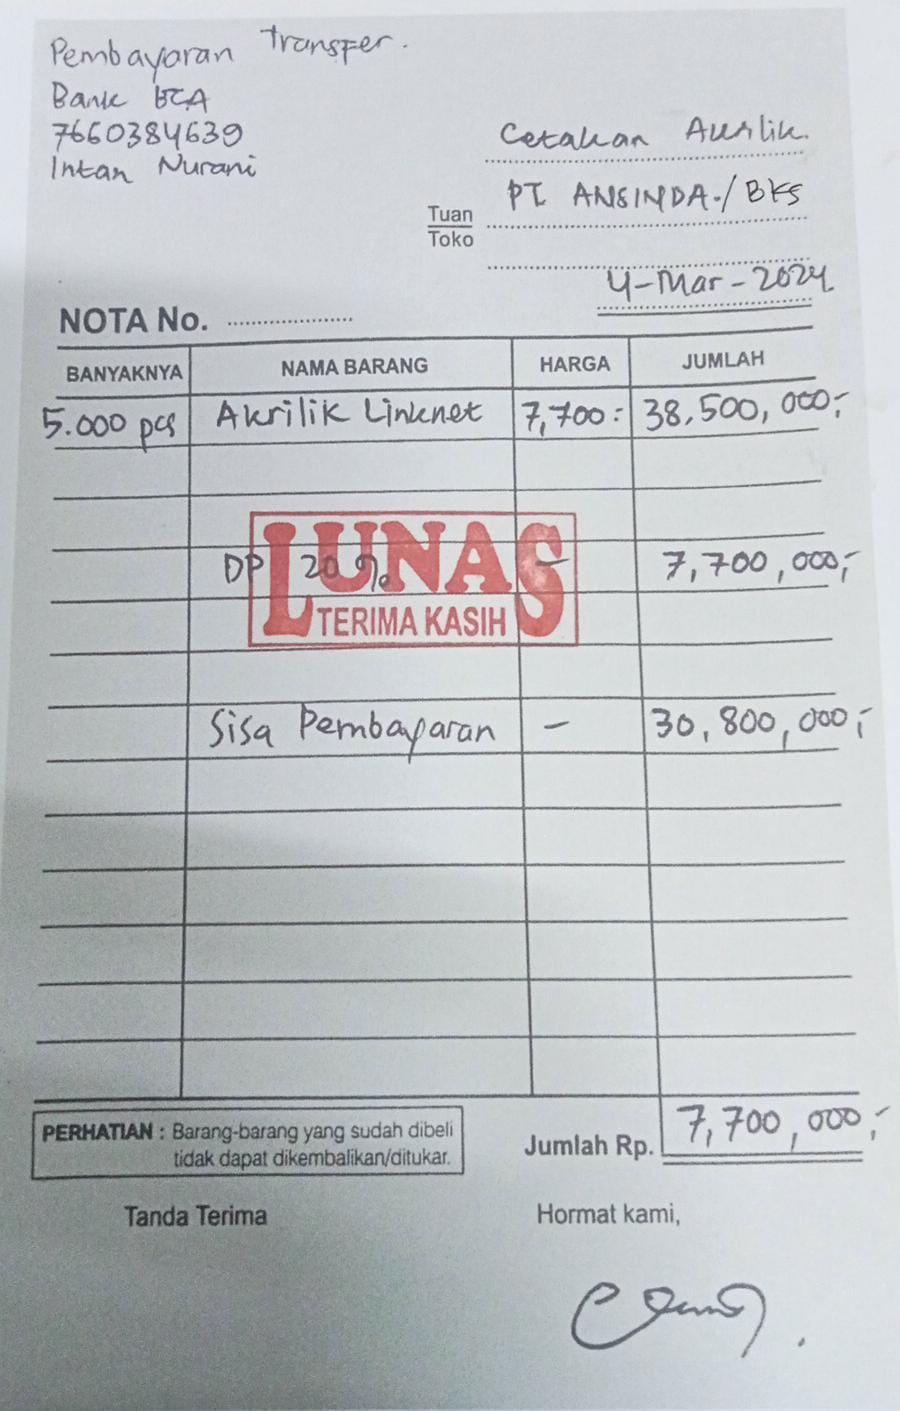 Pembayaran Transfer.
Bank BCA
7660384639
Intan Nurani
Cetakan Akrilik.
Tuan
Toko
PT ANSINDA-/BKS
4-Mar-2024
NOTA No.
BANYAKNYA NAMA BARANG HARGA JUMLAH
5.000 pcs Akrilik Linknet 7,700:- 38,500,000;-
LUNAS
TERIMA KASIH
DP 20% - 7,700,000;-
Sisa Pembayaran - 30,800,000;-
PERHATIAN : Barang-barang yang sudah dibeli
tidak dapat dikembalikan/ditukar.
Jumlah Rp. 7,700,000;-
Tanda Terima Hormat kami,